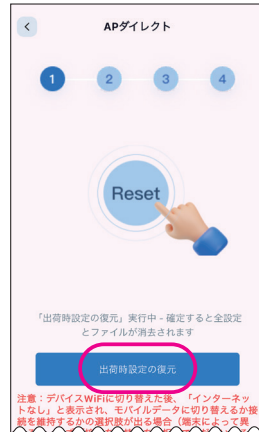 APダイレクト
1 2 3 4
Reset
「出荷時設定の復元」実行中 - 確定すると全設定
とファイルが消去されます
出荷時設定の復元
注意：デバイスWiFiに切り替えた後、「インターネッ
トなし」と表示され、モバイルデータに切り替えるか接
続を維持するかの選択肢が出る場合（端末によって異